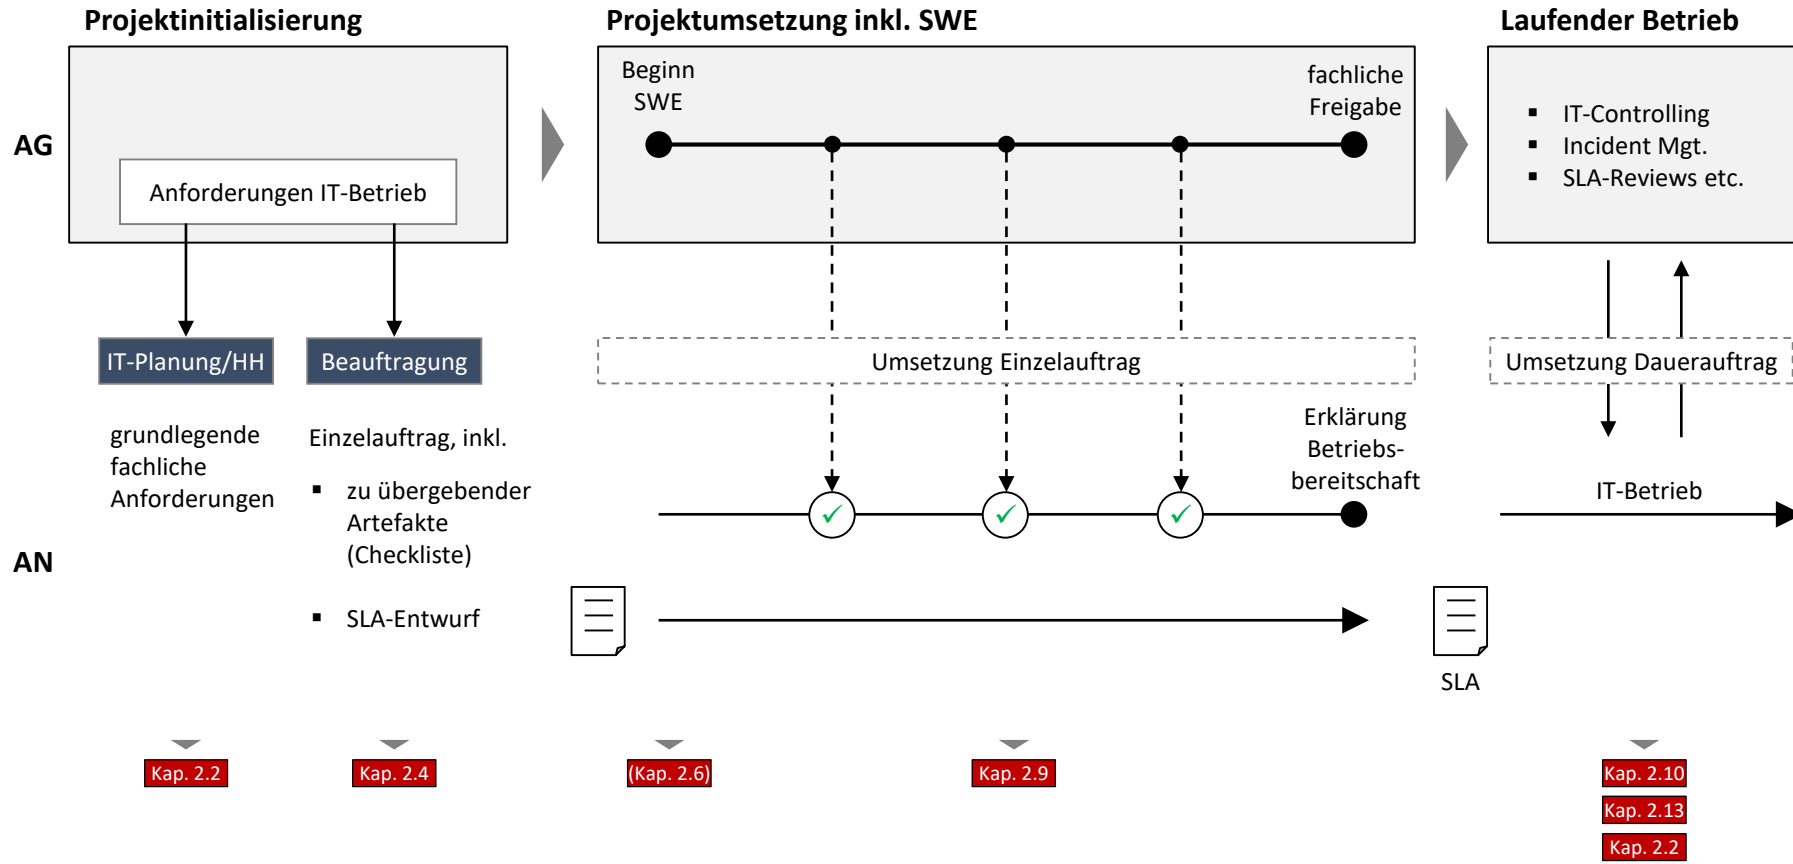 Projektinitialisierung
Projektumsetzung inkl. SWE
Laufender Betrieb
AG
Anforderungen IT-Betrieb
Beginn
SWE
fachliche
Freigabe
▪ IT-Controlling
▪ Incident Mgt.
▪ SLA-Reviews etc.
IT-Planung/HH
Beauftragung
Umsetzung Einzelauftrag
Umsetzung Dauerauftrag
AN
grundlegende
fachliche
Anforderungen
Einzelauftrag, inkl.
▪ zu übergebender
Artefakte
(Checkliste)
▪ SLA-Entwurf
Erklärung
Betriebs-
bereitschaft
IT-Betrieb
SLA
Kap. 2.2
Kap. 2.4
(Kap. 2.6)
Kap. 2.9
Kap. 2.10
Kap. 2.13
Kap. 2.2